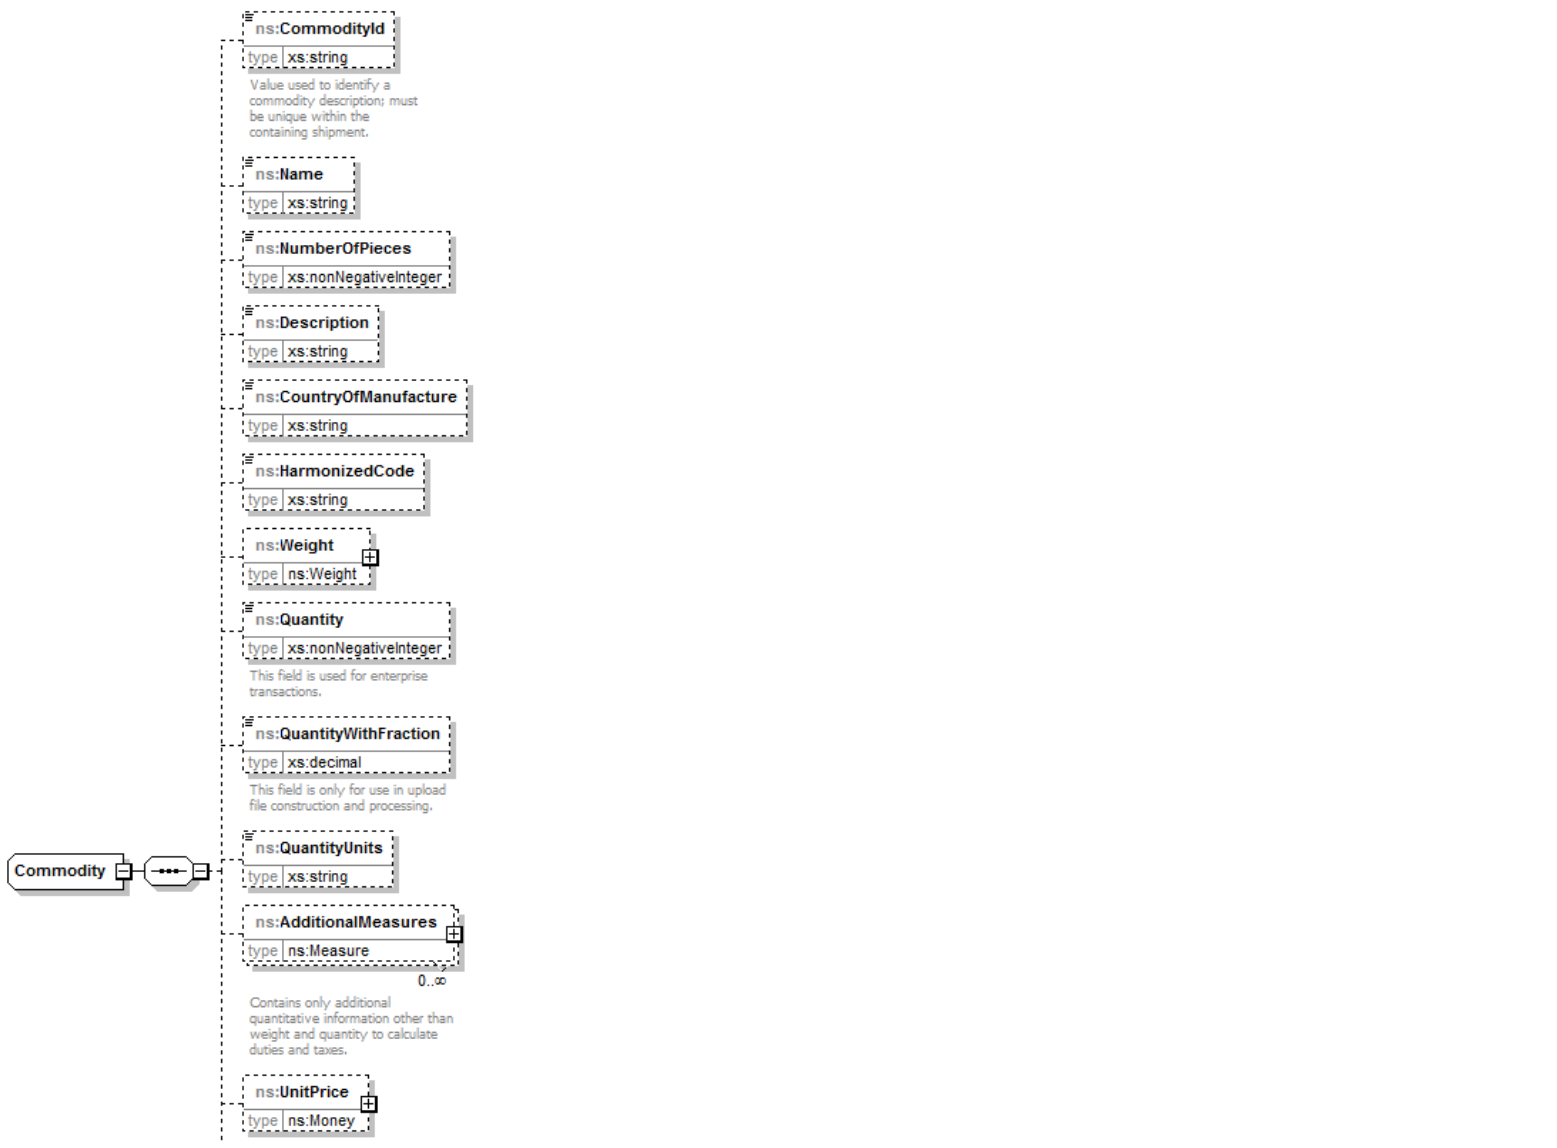 ns:CommodityId
type xs:string
Value used to identify a
commodity description; must
be unique within the
containing shipment.
ns:Name
type xs:string
ns:NumberOfPieces
type xs:nonNegativeInteger
ns:Description
type xs:string
ns:CountryOfManufacture
type xs:string
ns:HarmonizedCode
type xs:string
ns:Weight
type ns:Weight
ns:Quantity
type xs:nonNegativeInteger
This field is used for enterprise
transactions.
ns:QuantityWithFraction
type xs:decimal
This field is only for use in upload
file construction and processing.
ns:QuantityUnits
type xs:string
Commodity
ns:AdditionalMeasures
type ns:Measure
0..∞
Contains only additional
quantitative information other than
weight and quantity to calculate
duties and taxes.
ns:UnitPrice
type ns:Money